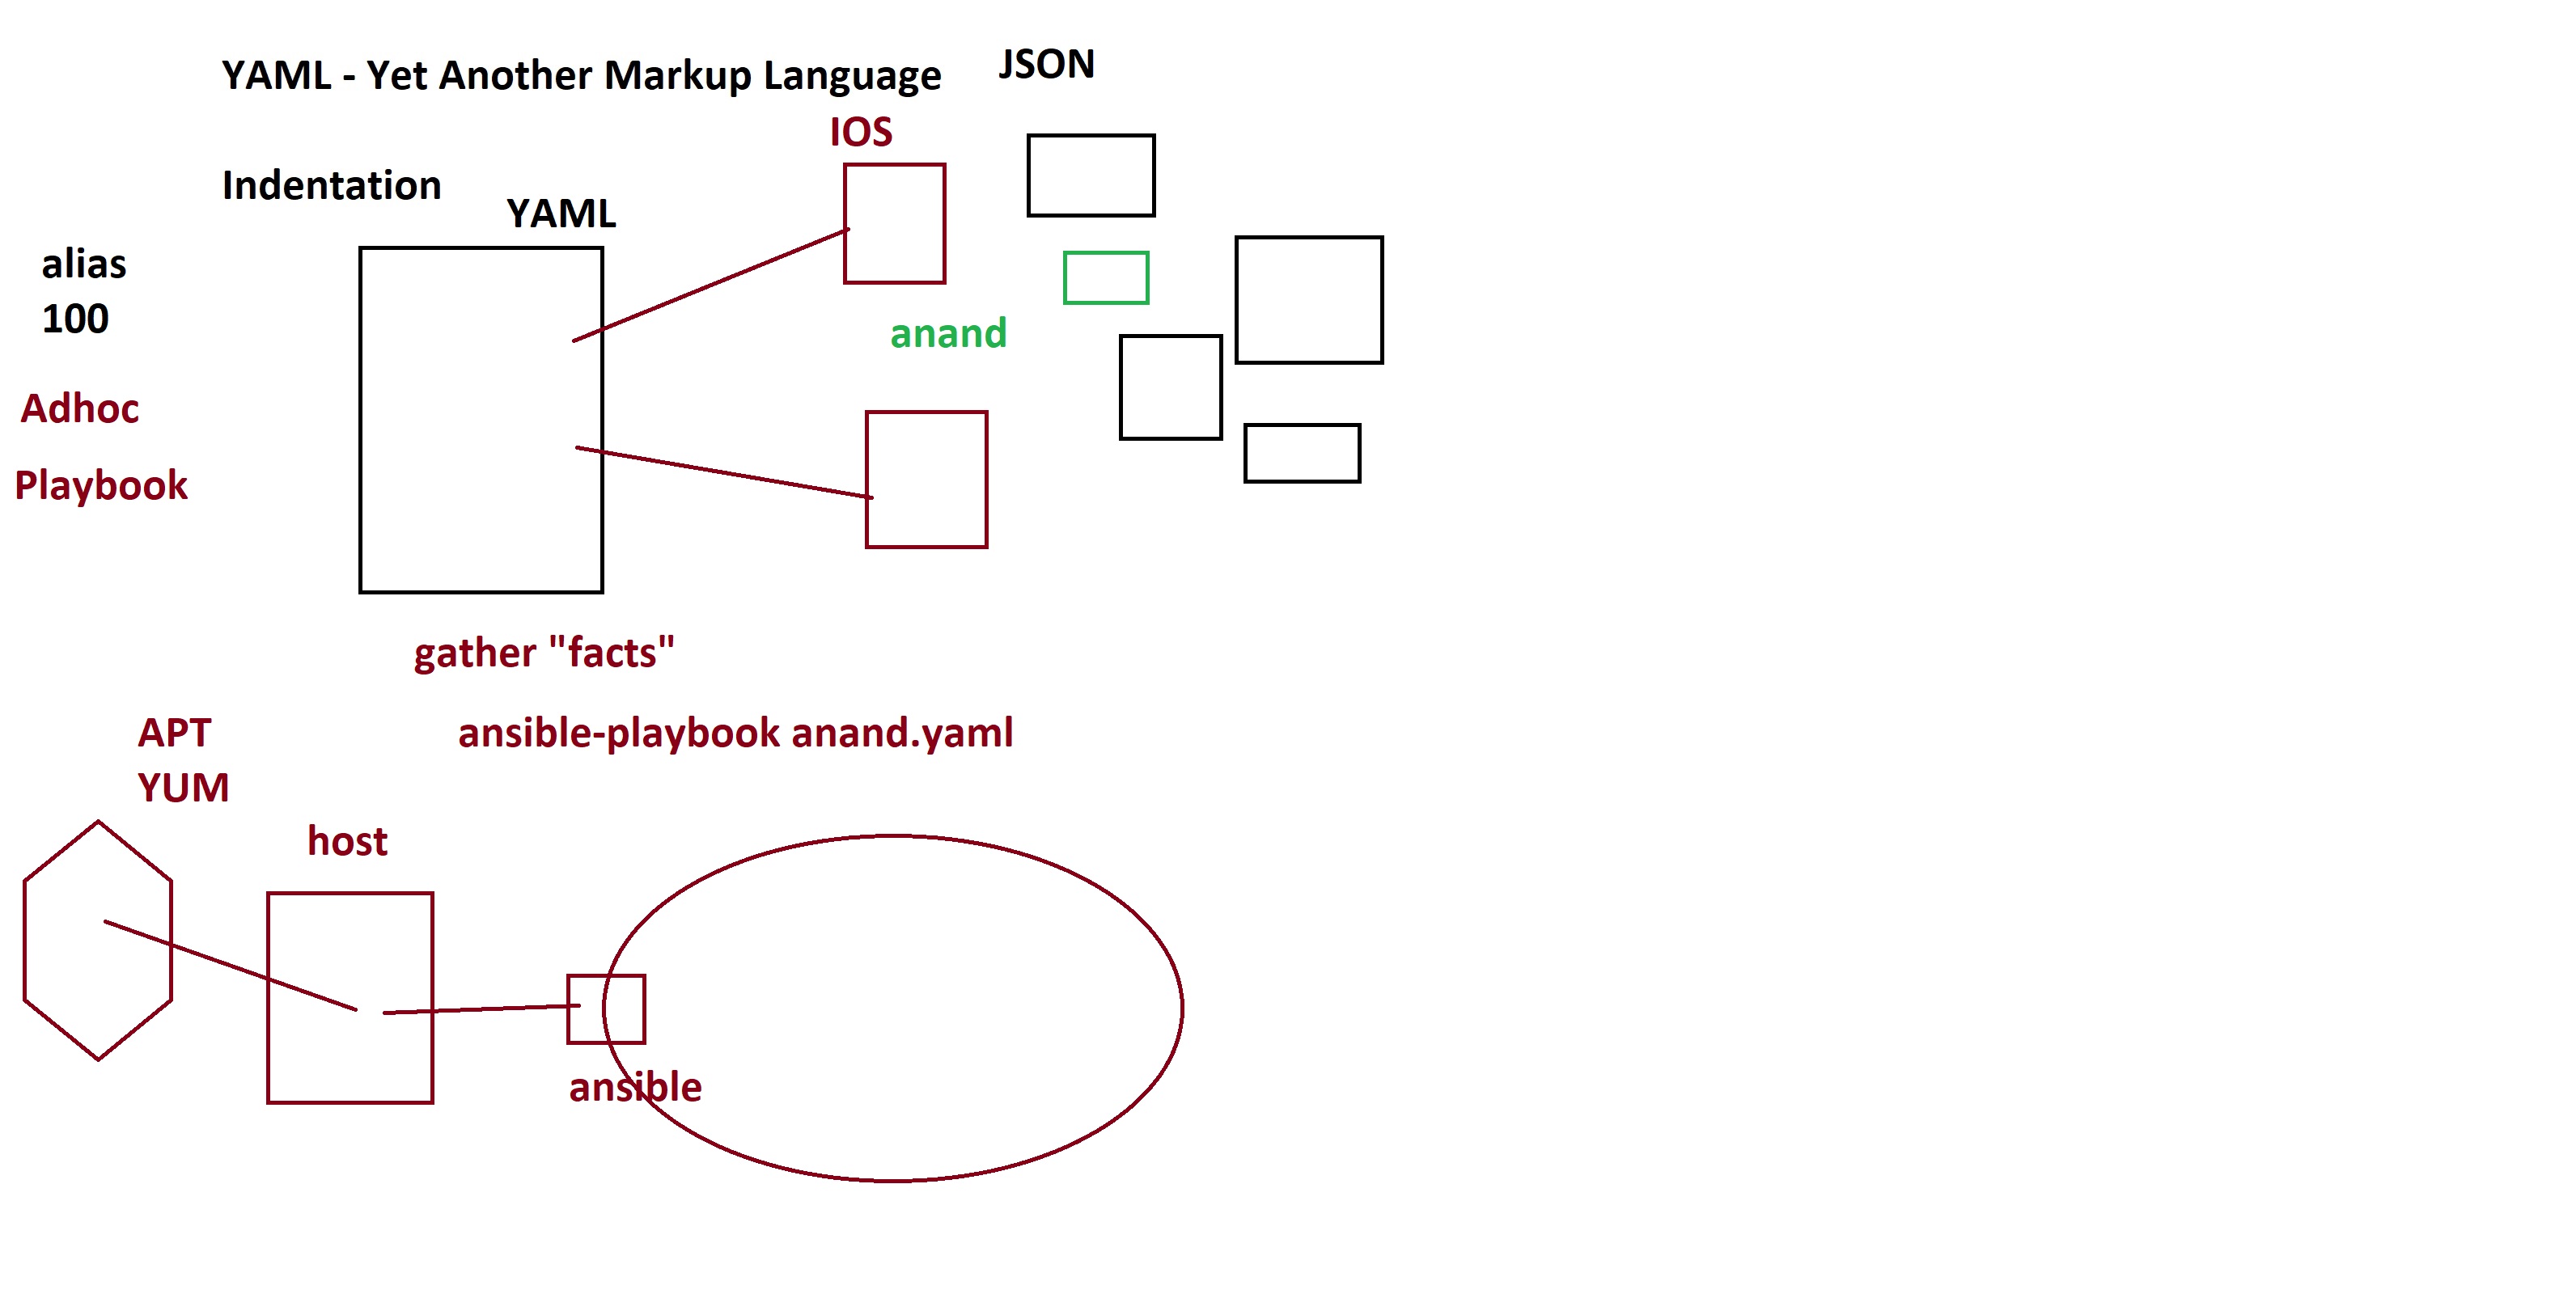 YAML - Yet Another Markup Language
JSON
IOS
Indentation
YAML
alias
100
anand
Adhoc
Playbook
gather "facts"
APT
YUM
ansible-playbook anand.yaml
host
ansible